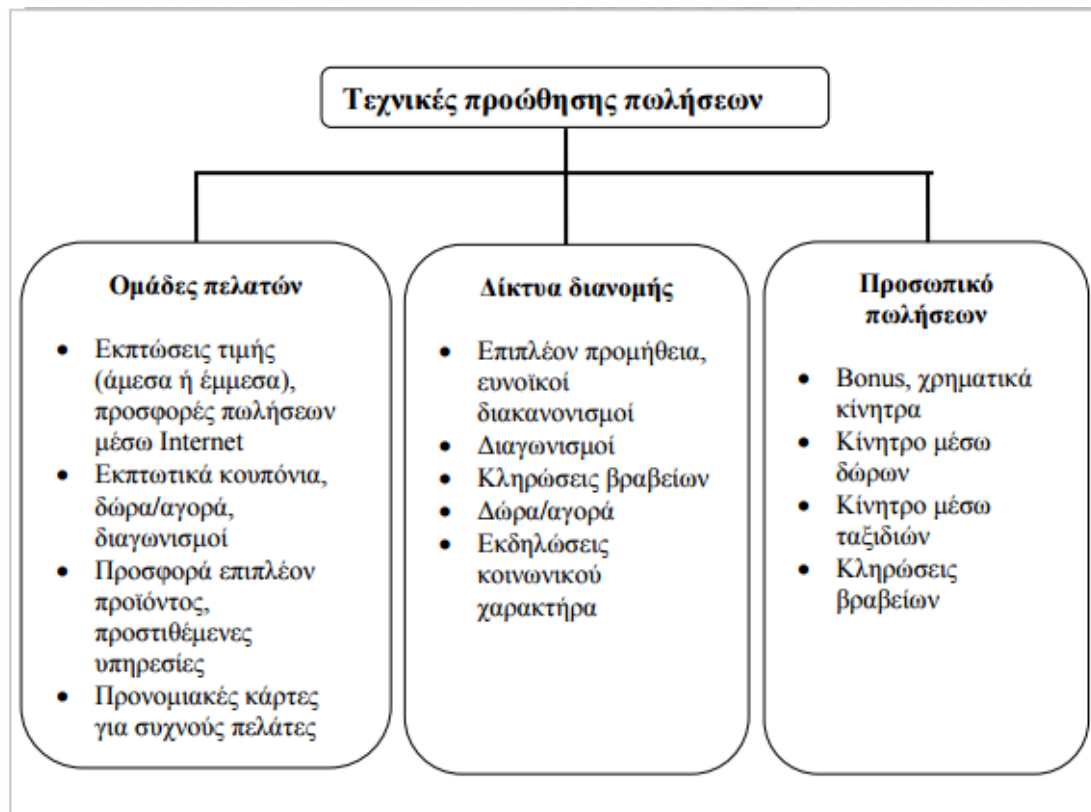 Τεχνικές προώθησης πωλήσεων
Ομάδες πελατών
• Εκπτώσεις τιμής
(άμεσα ή έμμεσα),
προσφορές πωλήσεων
μέσω Internet
• Εκπτωτικά κουπόνια,
δώρα/αγορά,
διαγωνισμοί
• Προσφορά επιπλέον
προϊόντος,
προστιθέμενες
υπηρεσίες
• Προνομιακές κάρτες
για συχνούς πελάτες
Δίκτυα διανομής
• Επιπλέον προμήθεια,
ευνοϊκοί
διακανονισμοί
• Διαγωνισμοί
• Κληρώσεις βραβείων
• Δώρα/αγορά
• Εκδηλώσεις
κοινωνικού
χαρακτήρα
Προσωπικό
πωλήσεων
• Bonus, χρηματικά
κίνητρα
• Κίνητρο μέσω
δώρων
• Κίνητρο μέσω
ταξιδιών
• Κληρώσεις
βραβείων